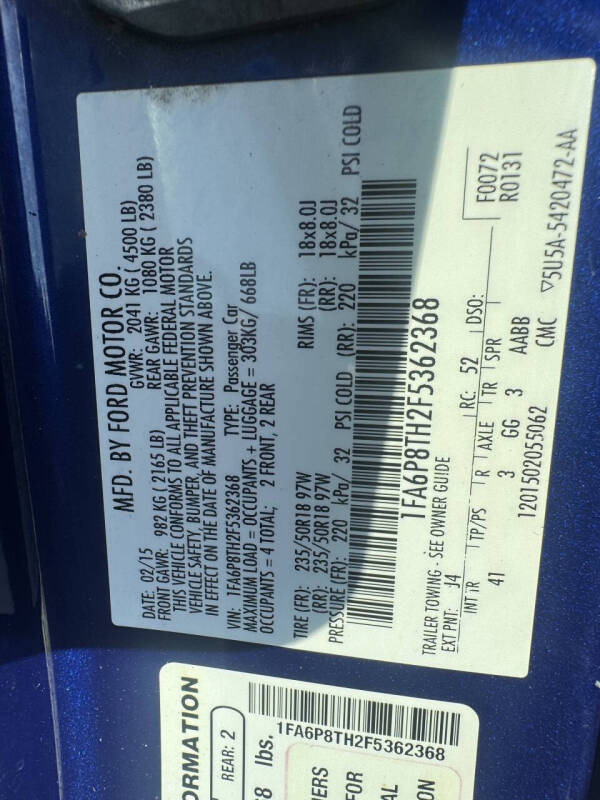 MFD. BY FORD MOTOR CO.
DATE: 02/15 GVWR: 2041 KG ( 4500 LB)
FRONT GAWR: 982 KG ( 2165 LB) REAR GAWR: 1080 KG ( 2380 LB)
THIS VEHICLE CONFORMS TO ALL APPLICABLE FEDERAL MOTOR
VEHICLE SAFETY, BUMPER, AND THEFT PREVENTION STANDARDS
IN EFFECT ON THE DATE OF MANUFACTURE SHOWN ABOVE.
VIN: 1FA6P8TH2F5362368 TYPE: Passenger Car
MAXIMUM LOAD = OCCUPANTS + LUGGAGE = 303KG/ 668LB
OCCUPANTS = 4 TOTAL; 2 FRONT, 2 REAR
TIRE (FR): 235/50R18 97W RIMS (FR): 18x8.0J
(RR): 235/50R18 97W (RR): 18x8.0J
PRESSURE (FR): 220 kPa/ 32 PSI COLD (RR): 220 kPa/ 32 PSI COLD
1FA6P8TH2F5362368
TRAILER TOWING - SEE OWNER GUIDE
EXT PNT: J4 RC: 52 DSO:
INT TR TP/PS R AXLE TR SPR
41 3 GG 3 AABB
1201502055062 CMC
F0072
R0131
▽5U5A-5420472-AA
1FA6P8TH2F5362368
lbs.
REAR: 2